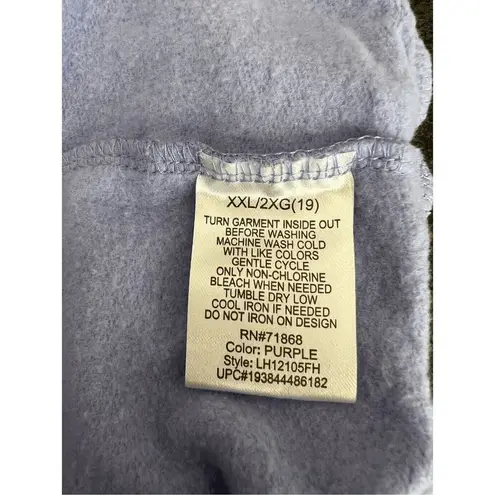 XXL/2XG(19)
TURN GARMENT INSIDE OUT
BEFORE WASHING
MACHINE WASH COLD
WITH LIKE COLORS
GENTLE CYCLE
ONLY NON-CHLORINE
BLEACH WHEN NEEDED
TUMBLE DRY LOW
COOL IRON IF NEEDED
DO NOT IRON ON DESIGN
RN#71868
Color: PURPLE
Style: LH12105FH
UPC#193844486182